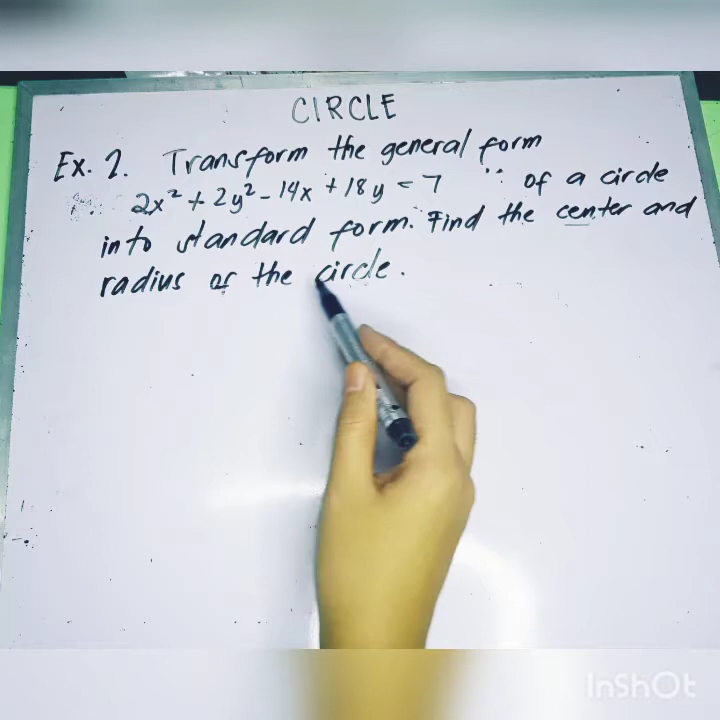 CIRCLE
Ex. 2. Transform the general form
2x² + 2y² - 14x + 18y = 7 of a circle
into standard form. Find the center and
radius of the circle.
InShOt